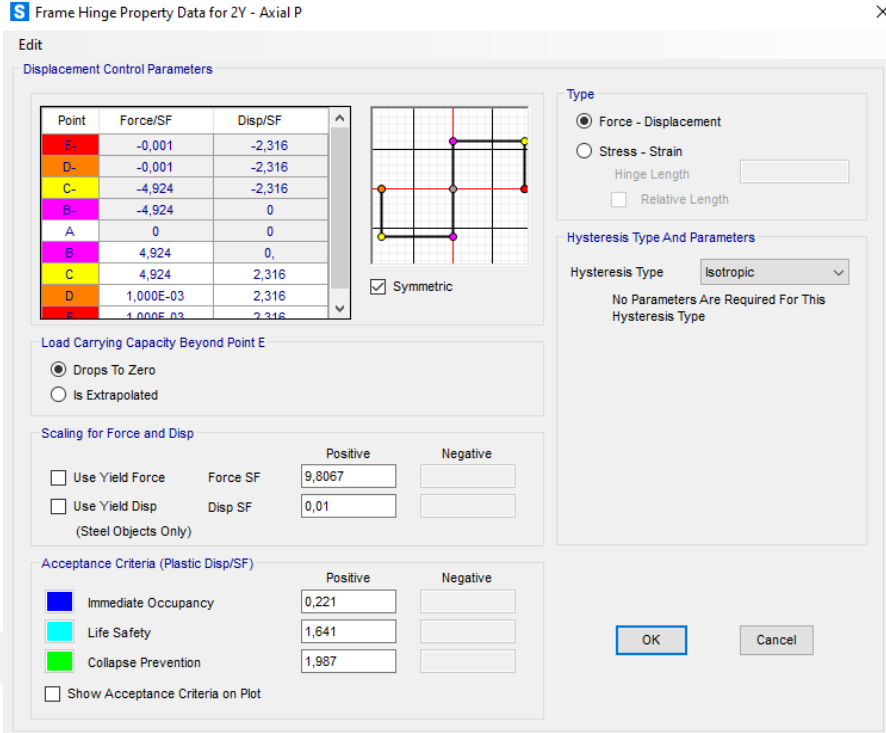 S Frame Hinge Property Data for 2Y - Axial P
Edit
Displacement Control Parameters
Point Force/SF Disp/SF
E- -0,001 -2,316
D- -0,001 -2,316
C- -4,924 -2,316
B- -4,924 0
A 0 0
B 4,924 0,
C 4,924 2,316
D 1,000E-03 2,316
E 1,000E-03 2,316
Symmetric
Type
Force - Displacement
Stress - Strain
Hinge Length
Relative Length
Hysteresis Type And Parameters
Hysteresis Type Isotropic
No Parameters Are Required For This
Hysteresis Type
Load Carrying Capacity Beyond Point E
Drops To Zero
Is Extrapolated
Scaling for Force and Disp
Positive Negative
Use Yield Force Force SF 9,8067
Use Yield Disp Disp SF 0,01
(Steel Objects Only)
Acceptance Criteria (Plastic Disp/SF)
Positive Negative
Immediate Occupancy 0,221
Life Safety 1,641
Collapse Prevention 1,987
Show Acceptance Criteria on Plot
OK Cancel